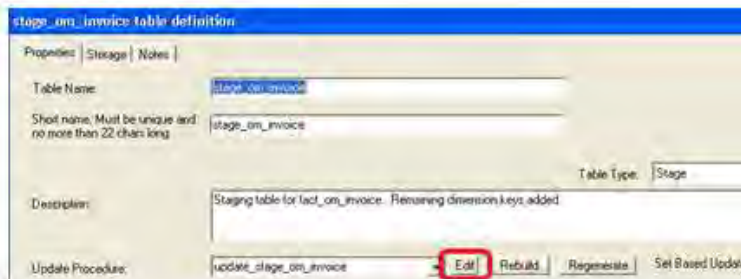 stage_om_invoice table definition
Properties Storage Notes
Table Name:
stage_om_invoice
Short name. Must be unique and
no more than 22 chars long
stage_om_invoice
Table Type: Stage
Description:
Staging table for fact_om_invoice. Remaining dimension keys added.
Update Procedure:
update_stage_om_invoice
Edit Rebuild Regenerate Set Based Updat